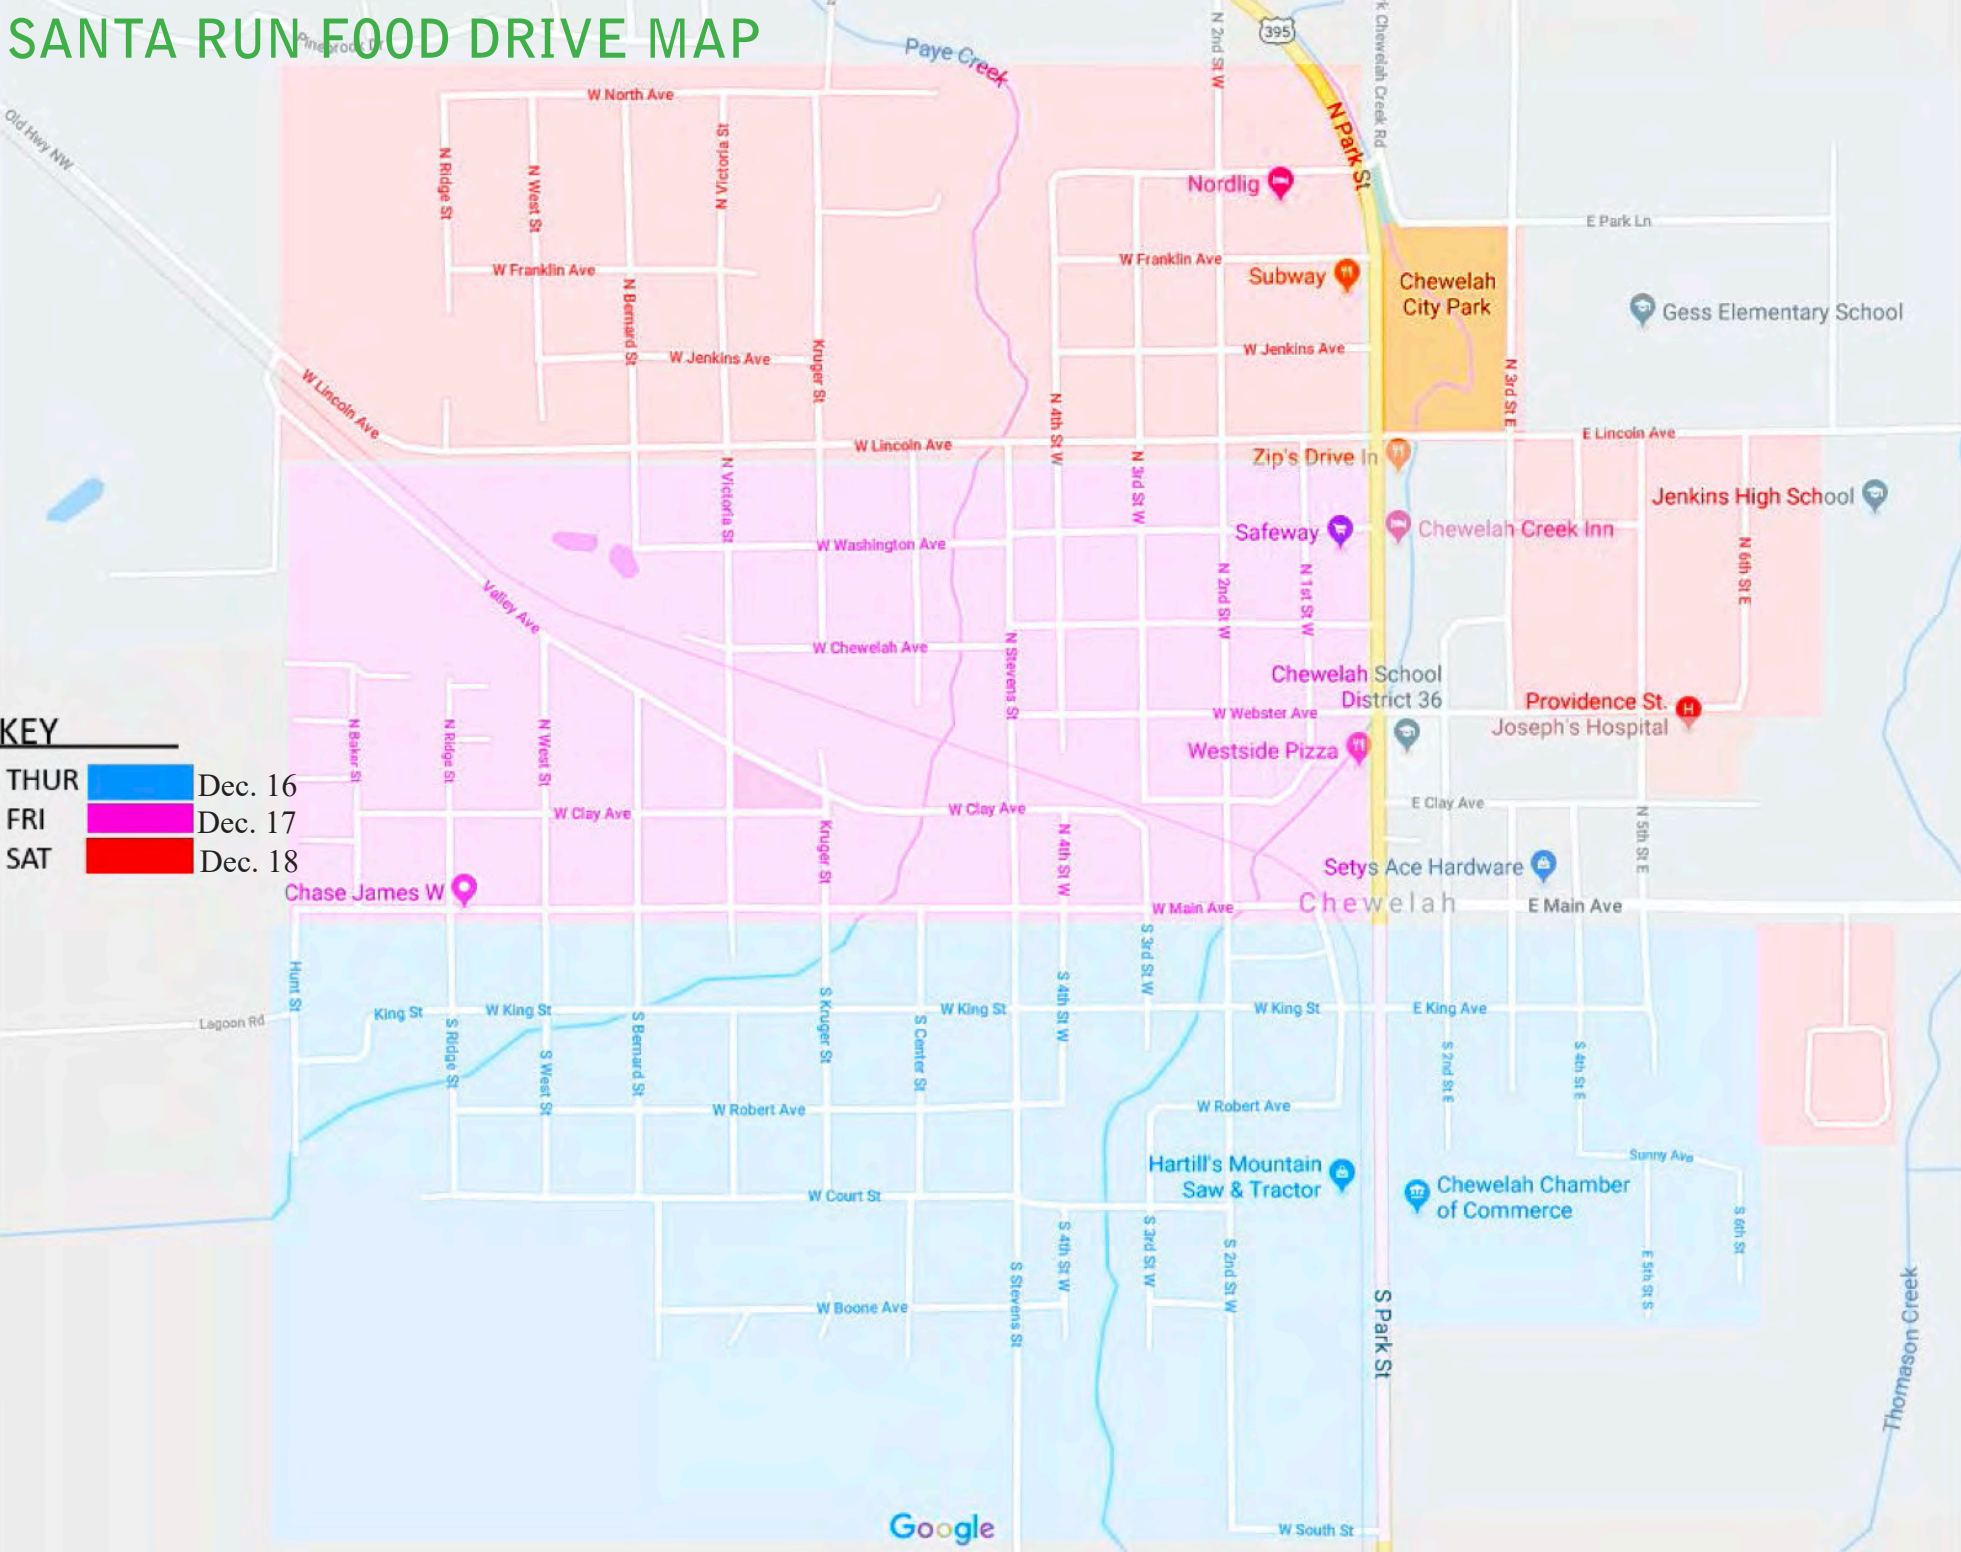 SANTA RUN FOOD DRIVE MAP
Pinebrook Dr
Paye Creek
395
N 2nd St W
k Chewelah Creek Rd
Old Hwy NW
W North Ave
N Park St
N Ridge St
N West St
N Victoria St
Nordlig
E Park Ln
W Franklin Ave
W Franklin Ave
Subway
Chewelah
City Park
Gess Elementary School
N Bernard St
W Jenkins Ave
Kruger St
W Jenkins Ave
N 3rd St E
W Lincoln Ave
W Lincoln Ave
N 4th St W
E Lincoln Ave
Zip's Drive In
N Victoria St
N 3rd St W
Jenkins High School
Safeway
Chewelah Creek Inn
W Washington Ave
N 6th St E
Valley Ave
N 2nd St W
N 1st St W
W Chewelah Ave
N Stevens St
Chewelah School
District 36
W Webster Ave
Providence St.
Joseph's Hospital
Westside Pizza
N Baker St
N Ridge St
N West St
KEY
THUR Dec. 16
FRI Dec. 17
SAT Dec. 18
W Clay Ave
W Clay Ave
E Clay Ave
Kruger St
N 4th St W
N 5th St E
Setys Ace Hardware
Chase James W
W Main Ave
Chewelah
E Main Ave
Hunt St
S 3rd St W
S 4th St W
Lagoon Rd
King St
W King St
W King St
W King St
E King Ave
S Ridge St
S West St
S Bernard St
S Kruger St
S Center St
S 2nd St E
S 4th St E
W Robert Ave
W Robert Ave
Sunny Ave
Hartill's Mountain
Saw & Tractor
Chewelah Chamber
of Commerce
W Court St
S 4th St W
S 3rd St W
S 2nd St W
S 6th St
E 5th St S
S Stevens St
W Boone Ave
S Park St
Thomason Creek
Google
W South St